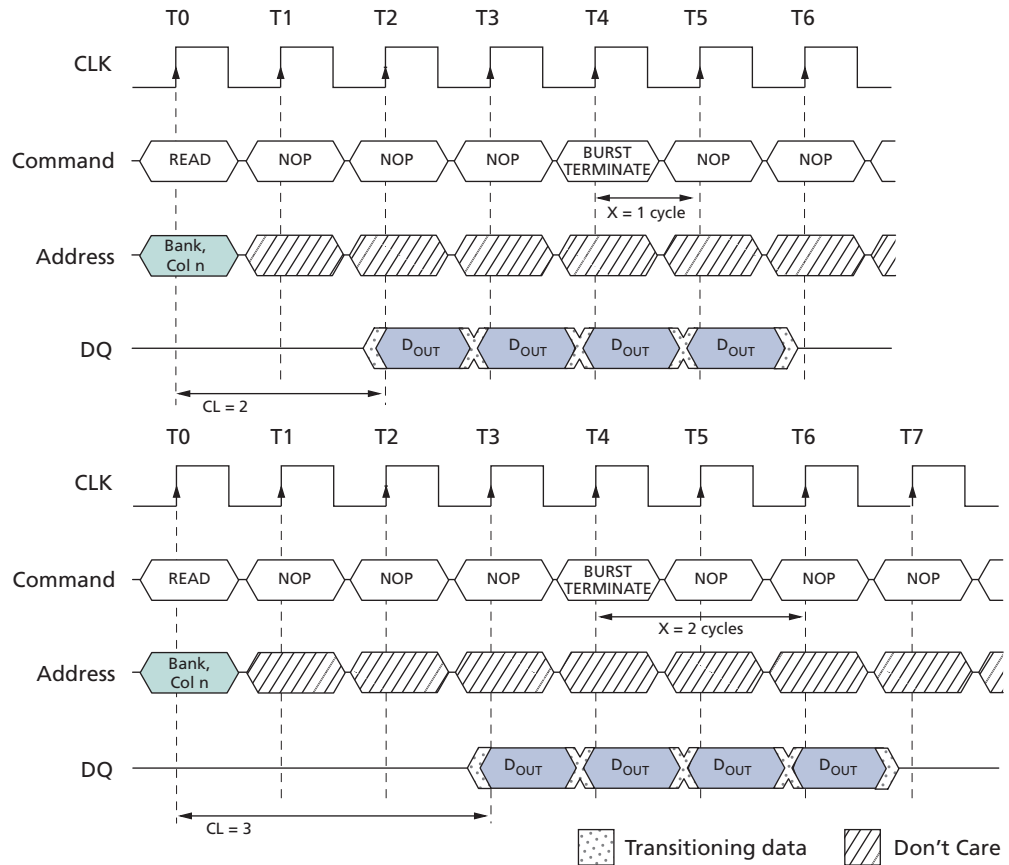 T0 T1 T2 T3 T4 T5 T6
CLK
Command READ NOP NOP NOP BURST TERMINATE NOP NOP
X = 1 cycle
Address Bank, Col n
DQ DOUT DOUT DOUT DOUT
CL = 2
T0 T1 T2 T3 T4 T5 T6 T7
CLK
Command READ NOP NOP NOP BURST TERMINATE NOP NOP NOP
X = 2 cycles
Address Bank, Col n
DQ DOUT DOUT DOUT DOUT
CL = 3
Transitioning data Don't Care